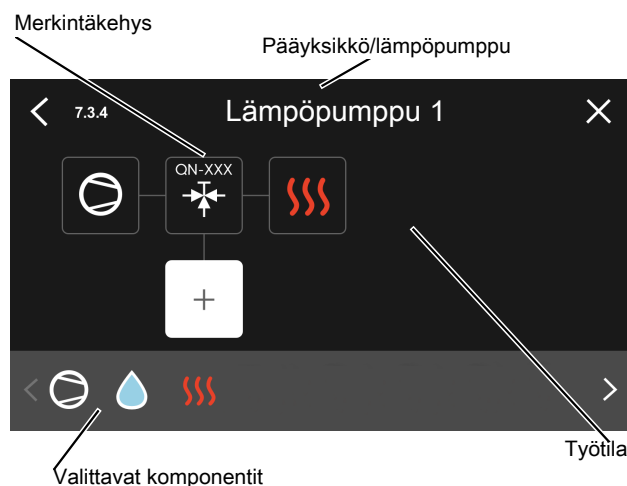 Merkintäkehys
Pääyksikkö/lämpöpumppu
7.3.4
Lämpöpumppu 1
QN-XXX
Työtila
Valittavat komponentit